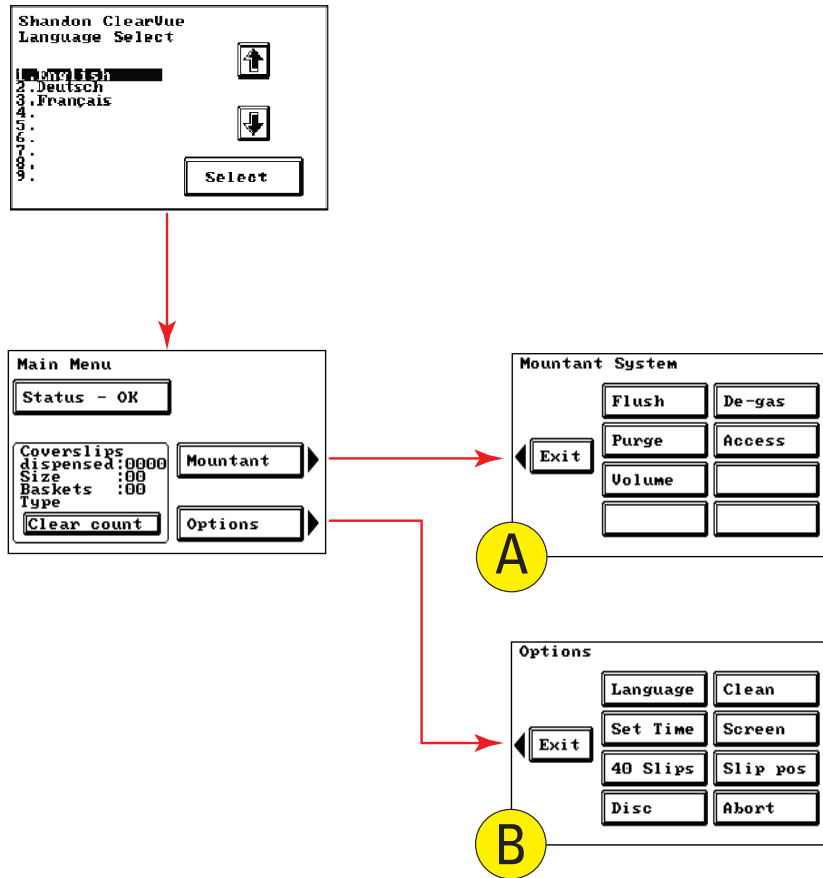 Shandon ClearVue
Language Select
1.English
2.Deutsch
3.Français
4.
5.
6.
7.
8.
9.
Select
Main Menu
Status - OK
Coverslips
dispensed:0000
Size :00
Baskets :00
Type
Clear count
Mountant
Options
Mountant System
Flush De-gas
Purge Access
Exit
Volume
A
Options
Language Clean
Set Time Screen
Exit
40 Slips Slip pos
Disc Abort
B